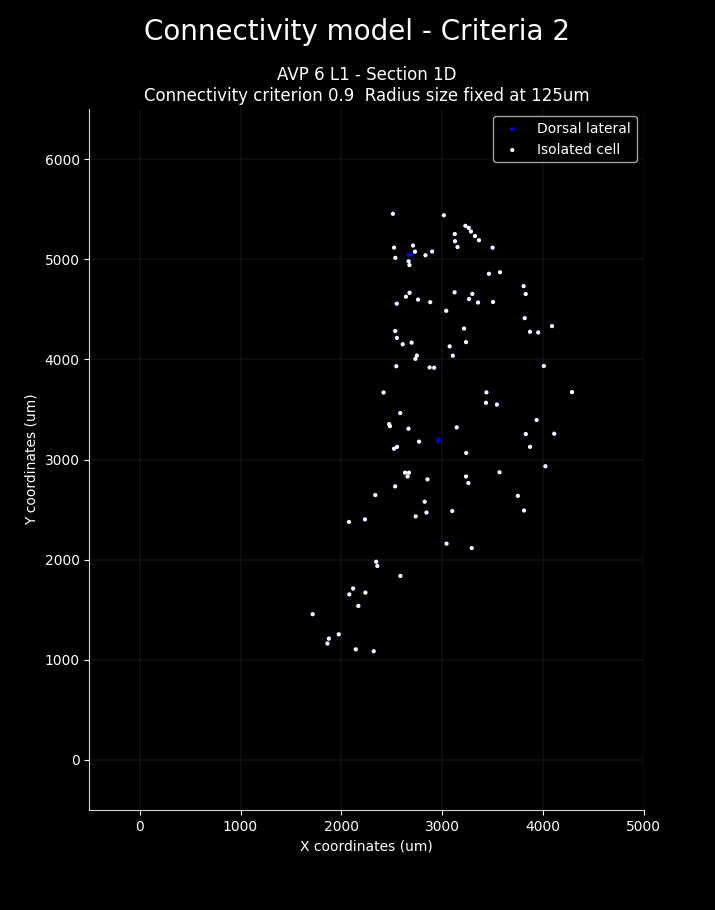 Connectivity model - Criteria 2
AVP 6 L1 - Section 1D
Connectivity criterion 0.9  Radius size fixed at 125um
Dorsal lateral
Isolated cell
6000
5000
4000
3000
2000
1000
0
Y coordinates (um)
0 1000 2000 3000 4000 5000
X coordinates (um)